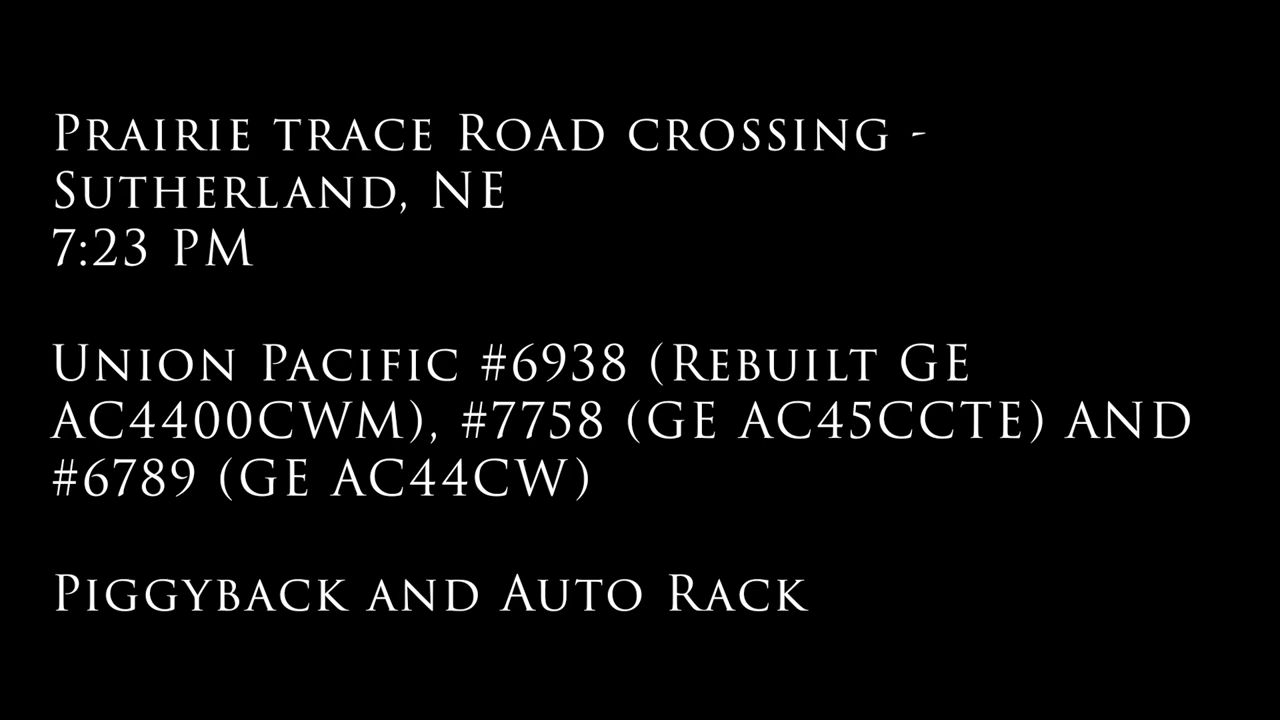 Prairie trace Road crossing -
Sutherland, NE
7:23 PM
Union Pacific #6938 (Rebuilt GE
AC4400CWM), #7758 (GE AC45CCTE) and
#6789 (GE AC44CW)
Piggyback and Auto Rack